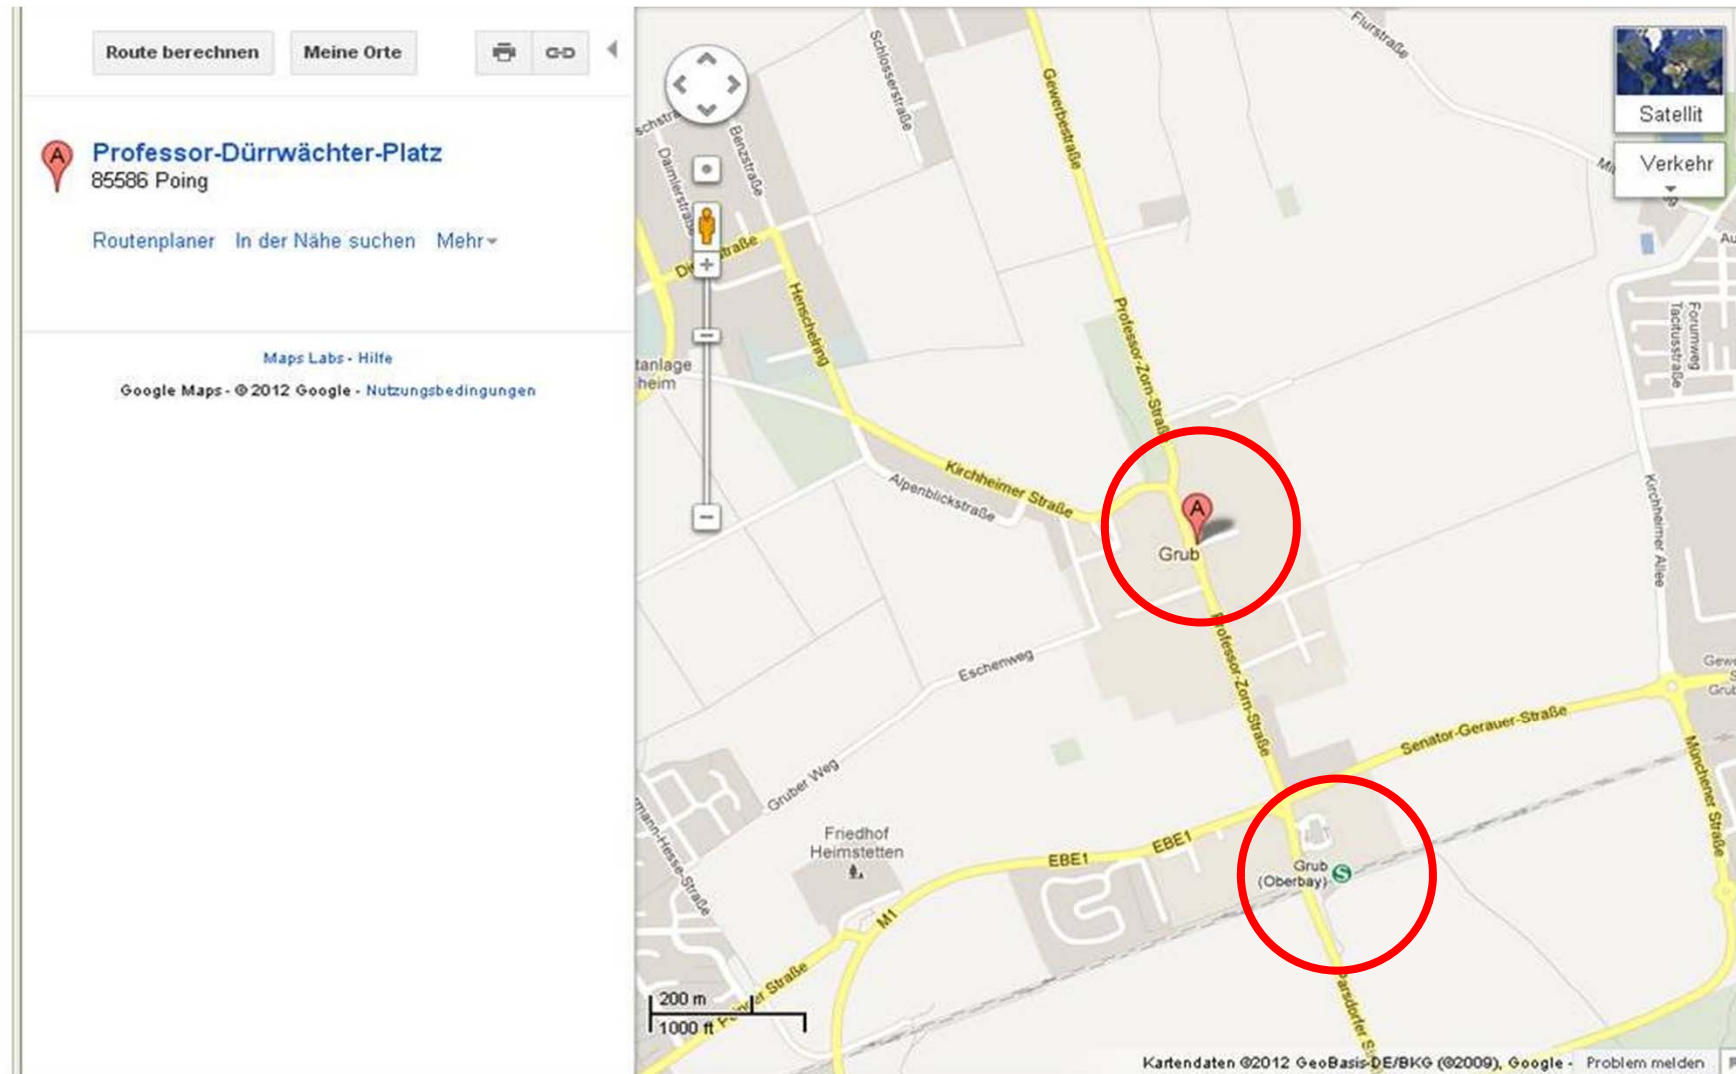 Route berechnen
Meine Orte
Professor-Dürrwächter-Platz
85586 Poing
Routenplaner In der Nähe suchen Mehr
Maps Labs - Hilfe
Google Maps - ©2012 Google - Nutzungsbedingungen
A
Satellit
Verkehr
Flurstraße
Schlosserstraße
Gewerbestraße
Benzstraße
Daimlerstraße
Henschelring
Professor-Zorn-Straße
Forumweg
Tacitusstraße
Kirchheimer Straße
Alpenblickstraße
Kirchheimer Allee
A
Grub
Eschenweg
Professor-Zorn-Straße
Senator-Gerauer-Straße
Münchener Straße
Gruber Weg
Friedhof
Heimstetten
EBE1
EBE1
Grub
(Oberbay)
S
M1
200 m
1000 ft
Kartendaten ©2012 GeoBasis-DE/BKG (©2009), Google - Problem melden